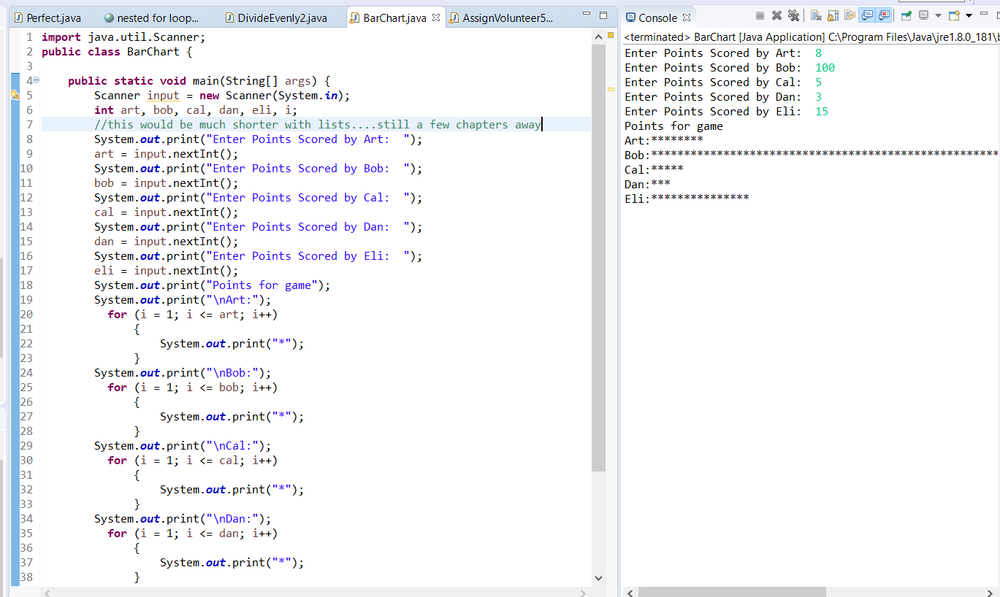 Perfect.java
nested for loop...
DivideEvenly2.java
BarChart.java
AssignVolunteer5...
1 import java.util.Scanner;
2 public class BarChart {
3
4 public static void main(String[] args) {
5 Scanner input = new Scanner(System.in);
6 int art, bob, cal, dan, eli, i;
7 //this would be much shorter with lists....still a few chapters away
8 System.out.print("Enter Points Scored by Art:  ");
9 art = input.nextInt();
10 System.out.print("Enter Points Scored by Bob:  ");
11 bob = input.nextInt();
12 System.out.print("Enter Points Scored by Cal:  ");
13 cal = input.nextInt();
14 System.out.print("Enter Points Scored by Dan:  ");
15 dan = input.nextInt();
16 System.out.print("Enter Points Scored by Eli:  ");
17 eli = input.nextInt();
18 System.out.print("Points for game");
19 System.out.print("\nArt:");
20 for (i = 1; i <= art; i++)
21 {
22 System.out.print("*");
23 }
24 System.out.print("\nBob:");
25 for (i = 1; i <= bob; i++)
26 {
27 System.out.print("*");
28 }
29 System.out.print("\nCal:");
30 for (i = 1; i <= cal; i++)
31 {
32 System.out.print("*");
33 }
34 System.out.print("\nDan:");
35 for (i = 1; i <= dan; i++)
36 {
37 System.out.print("*");
38 }
Console
<terminated> BarChart [Java Application] C:\Program Files\Java\jre1.8.0_181\b
Enter Points Scored by Art:  8
Enter Points Scored by Bob:  100
Enter Points Scored by Cal:  5
Enter Points Scored by Dan:  3
Enter Points Scored by Eli:  15
Points for game
Art:********
Bob:*****************************************************
Cal:*****
Dan:***
Eli:***************